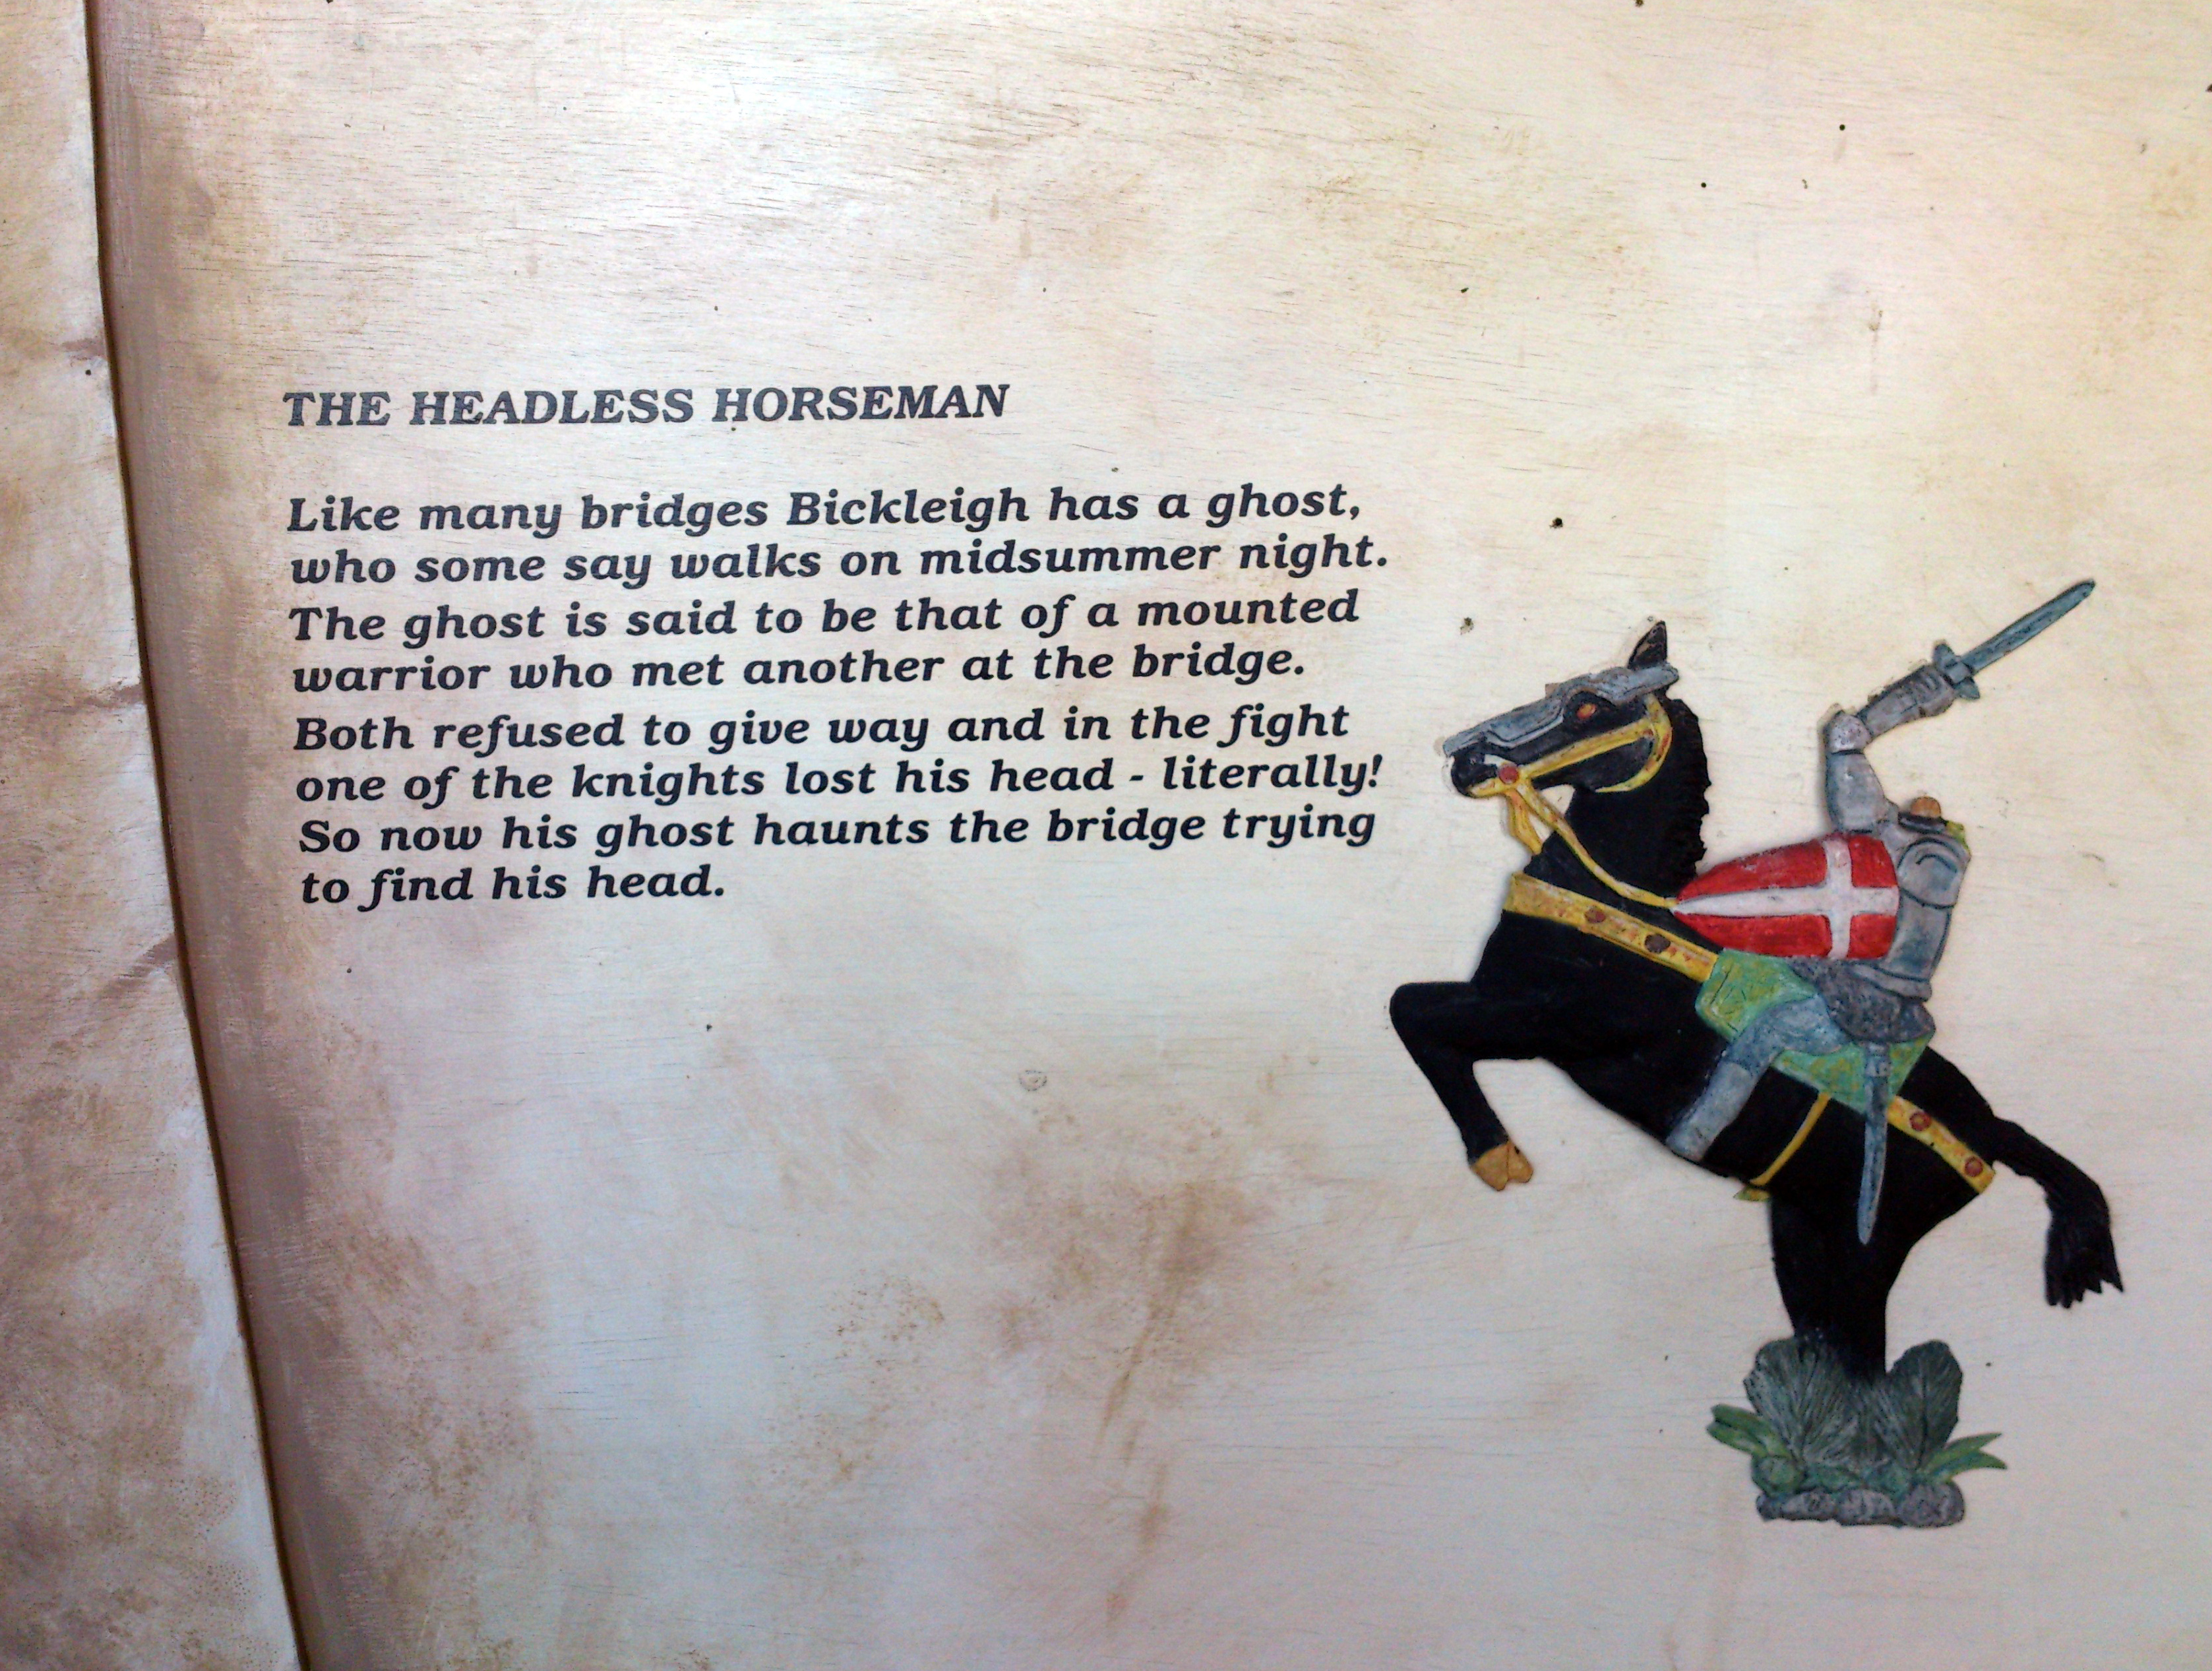 THE HEADLESS HORSEMAN
Like many bridges Bickleigh has a ghost,
who some say walks on midsummer night.
The ghost is said to be that of a mounted
warrior who met another at the bridge.
Both refused to give way and in the fight
one of the knights lost his head - literally!
So now his ghost haunts the bridge trying
to find his head.